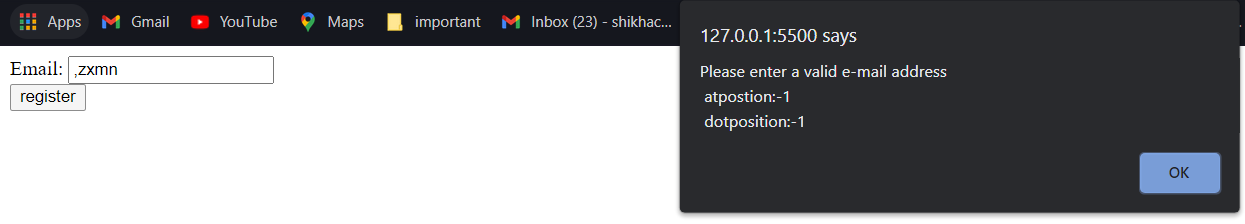 Apps Gmail YouTube Maps important Inbox (23) - shikhac...
127.0.0.1:5500 says
Please enter a valid e-mail address
atpostion:-1
dotposition:-1
OK
Email: ,zxmn
register